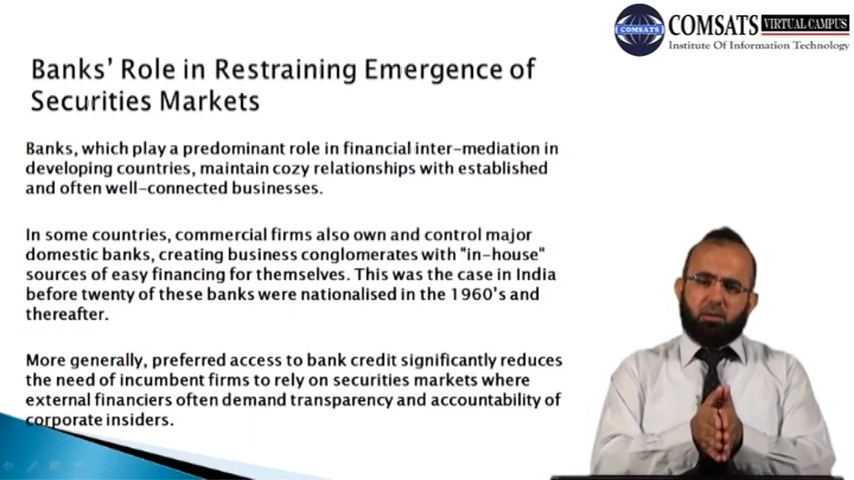 COMSATS VIRTUAL CAMPUS
COMSATS
Institute Of Information Technology
Banks' Role in Restraining Emergence of
Securities Markets
Banks, which play a predominant role in financial inter-mediation in
developing countries, maintain cozy relationships with established
and often well-connected businesses.
In some countries, commercial firms also own and control major
domestic banks, creating business conglomerates with "in-house"
sources of easy financing for themselves. This was the case in India
before twenty of these banks were nationalised in the 1960's and
thereafter.
More generally, preferred access to bank credit significantly reduces
the need of incumbent firms to rely on securities markets where
external financiers often demand transparency and accountability of
corporate insiders.